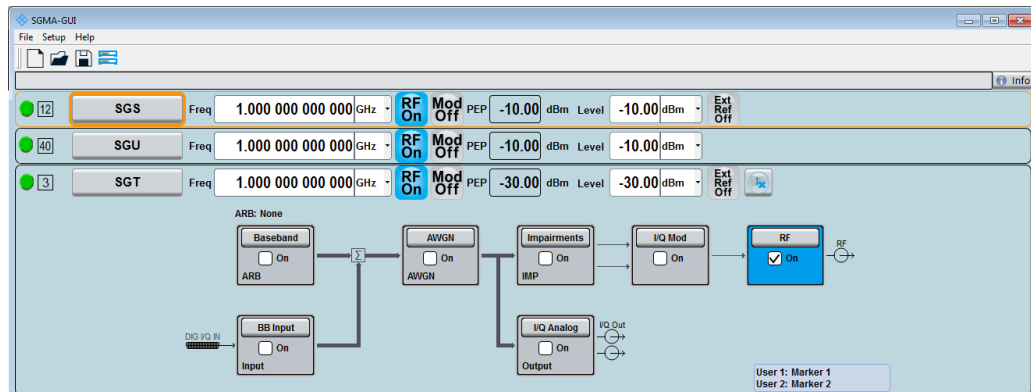 SGMA-GUI
File Setup Help
Info
12 SGS Freq 1.000 000 000 000 GHz RF On Mod Off PEP -10.00 dBm Level -10.00 dBm Ext Ref Off
40 SGU Freq 1.000 000 000 000 GHz RF On Mod Off PEP -10.00 dBm Level -10.00 dBm
3 SGT Freq 1.000 000 000 000 GHz RF On Mod Off PEP -30.00 dBm Level -30.00 dBm Ext Ref Off
ARB: None
Baseband AWGN Impairments I/Q Mod RF
On On On On On RF
Σ
ARB AWGN IMP
BB Input I/Q Analog I/Q Out
DIG I/Q IN
On On
Input Output
User 1: Marker 1
User 2: Marker 2